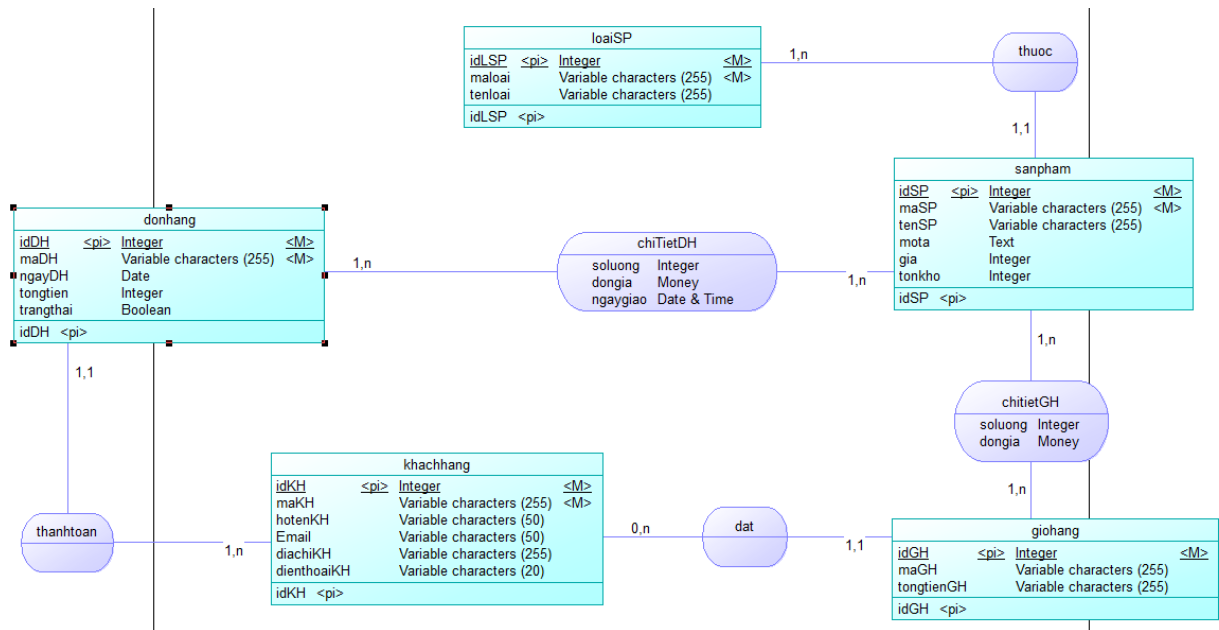 loaiSP
idLSP <pi> Integer <M>
maloai Variable characters (255) <M>
tenloai Variable characters (255)
idLSP <pi>
1,n
thuoc
1,1
sanpham
idSP <pi> Integer <M>
maSP Variable characters (255) <M>
tenSP Variable characters (255)
mota Text
gia Integer
tonkho Integer
idSP <pi>
donhang
idDH <pi> Integer <M>
maDH Variable characters (255) <M>
ngayDH Date
tongtien Integer
trangthai Boolean
idDH <pi>
1,n
chiTietDH
soluong Integer
dongia Money
ngaygiao Date & Time
1,n
1,n
1,1
chitietGH
soluong Integer
dongia Money
1,n
khachhang
idKH <pi> Integer <M>
maKH Variable characters (255) <M>
hotenKH Variable characters (50)
Email Variable characters (50)
diachiKH Variable characters (255)
dienthoaiKH Variable characters (20)
idKH <pi>
thanhtoan
1,n
0,n
dat
1,1
giohang
idGH <pi> Integer <M>
maGH Variable characters (255)
tongtienGH Variable characters (255)
idGH <pi>